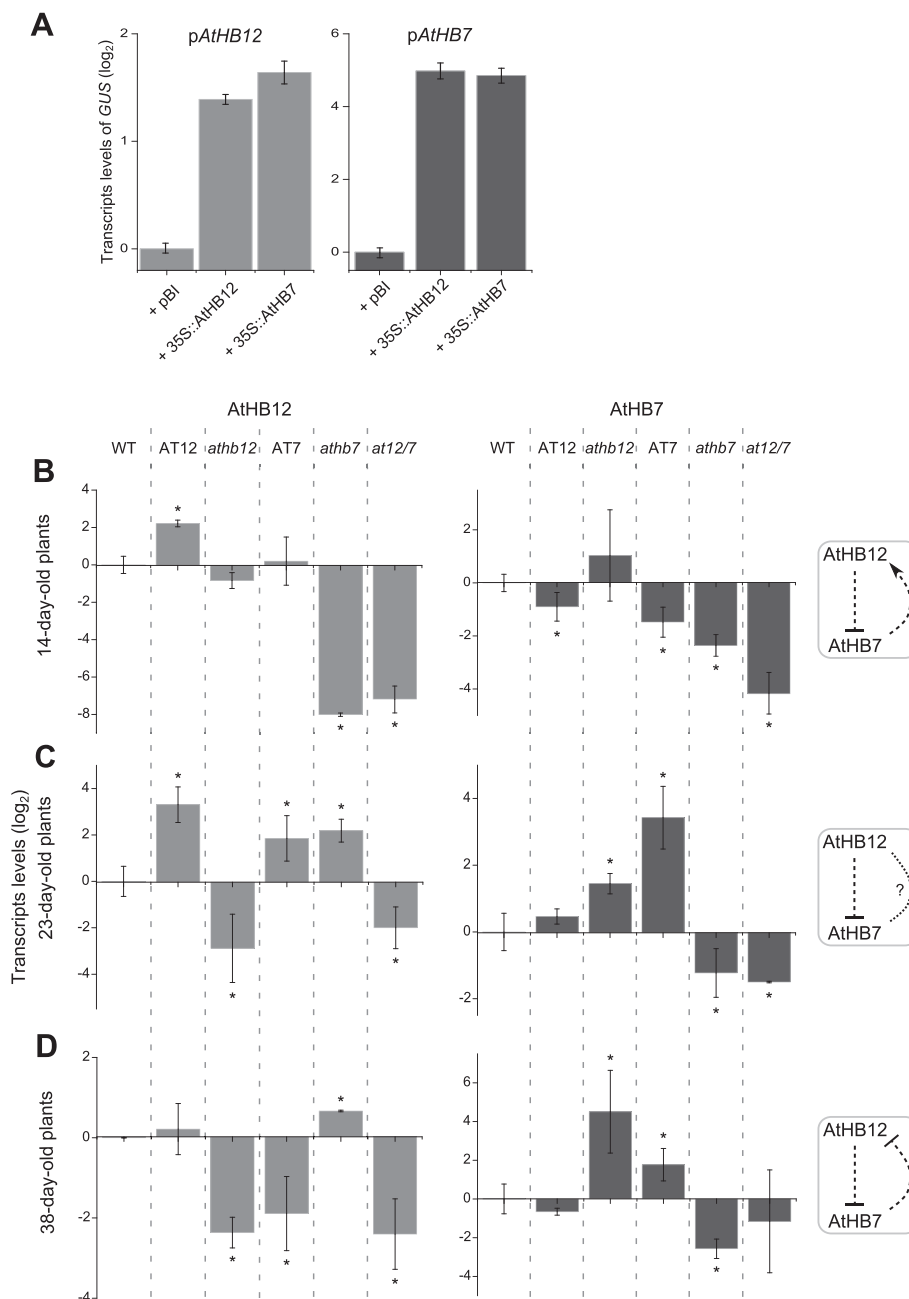 A
pAtHB12
pAtHB7
Transcripts levels of GUS (log2)
2
1
0
6
4
2
0
+ pBI
+ 35S::AtHB12
+ 35S::AtHB7
+ pBI
+ 35S::AtHB12
+ 35S::AtHB7
AtHB12
AtHB7
WT AT12 athb12 AT7 athb7 at12/7
WT AT12 athb12 AT7 athb7 at12/7
Transcripts levels (log2)
B
14-day-old plants
4
2
0
-2
-4
-6
-8
* * *
2
0
-2
-4
* * * *
AtHB12
AtHB7
C
23-day-old plants
4
2
0
-2
-4
* * * * *
4
2
0
-2
* * * *
AtHB12
?
AtHB7
D
38-day-old plants
2
0
-2
-4
* * * *
6
4
2
0
-2
-4
* * *
AtHB12
AtHB7